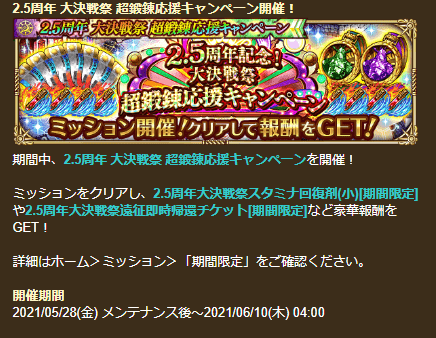 2.5周年 大決戦祭 超鍛錬応援キャンペーン開催！
2.5周年 大決戦祭 超鍛錬応援キャンペーン
2.5周年記念！
大決戦祭
超鍛錬応援キャンペーン
ミッション開催！クリアして報酬をGET！
期間中、2.5周年 大決戦祭 超鍛錬応援キャンペーンを開催！
ミッションをクリアし、2.5周年大決戦祭スタミナ回復剤(小)[期間限定]
や2.5周年大決戦祭遠征即時帰還チケット[期間限定]など豪華報酬を
GET！
詳細はホーム＞ミッション＞「期間限定」をご確認ください。
開催期間
2021/05/28(金) メンテナンス後～2021/06/10(木) 04:00